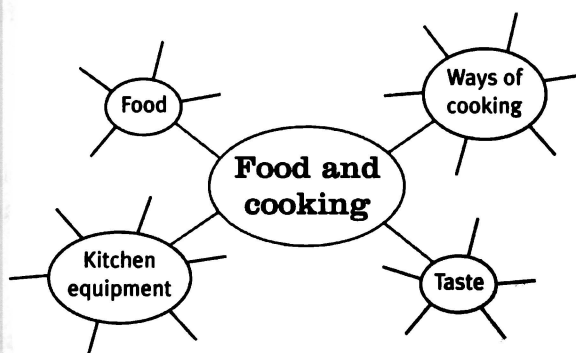 Food
Ways of
cooking
Food and
cooking
Kitchen
equipment
Taste